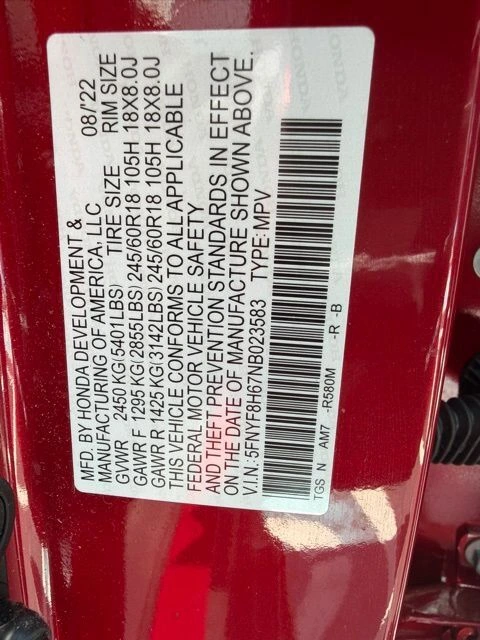 MFD. BY HONDA DEVELOPMENT & 08/'22
MANUFACTURING OF AMERICA, LLC
GVWR 2450 KG(5401LBS) TIRE SIZE RIM SIZE
GAWR F 1295 KG(2855LBS) 245/60R18 105H 18X8.0J
GAWR R 1425 KG(3142LBS) 245/60R18 105H 18X8.0J
THIS VEHICLE CONFORMS TO ALL APPLICABLE
FEDERAL MOTOR VEHICLE SAFETY
AND THEFT PREVENTION STANDARDS IN EFFECT
ON THE DATE OF MANUFACTURE SHOWN ABOVE.
V.I.N.:5FNYF8H67NB023583 TYPE:MPV
TGS N AM7 -R580M -R -B